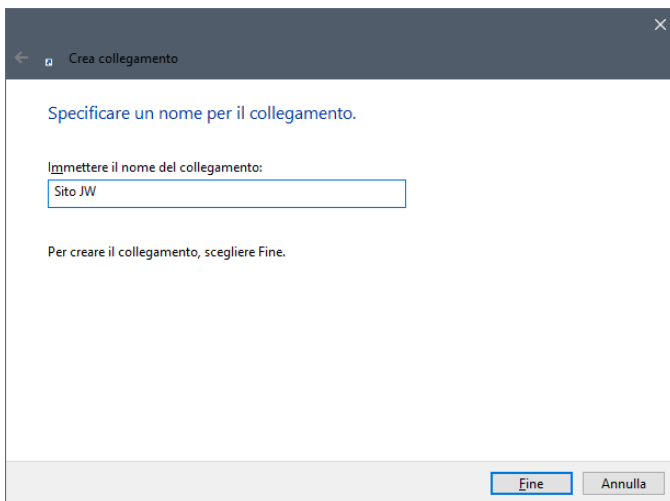 Crea collegamento
Specificare un nome per il collegamento.
Immettere il nome del collegamento:
Sito JW
Per creare il collegamento, scegliere Fine.
Fine
Annulla